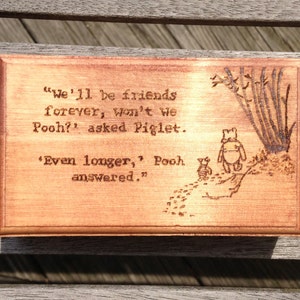 “We'll be friends
forever, won't we
Pooh?' asked Piglet.
'Even longer,' Pooh
answered.”